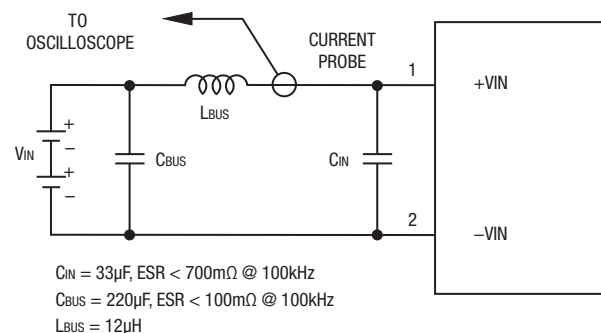 TO
OSCILLOSCOPE
CURRENT
PROBE
1
+VIN
LBUS
+
VIN
−
+
−
CBUS
CIN
2
−VIN
CIN = 33µF, ESR < 700mΩ @ 100kHz
CBUS = 220µF, ESR < 100mΩ @ 100kHz
LBUS = 12µH